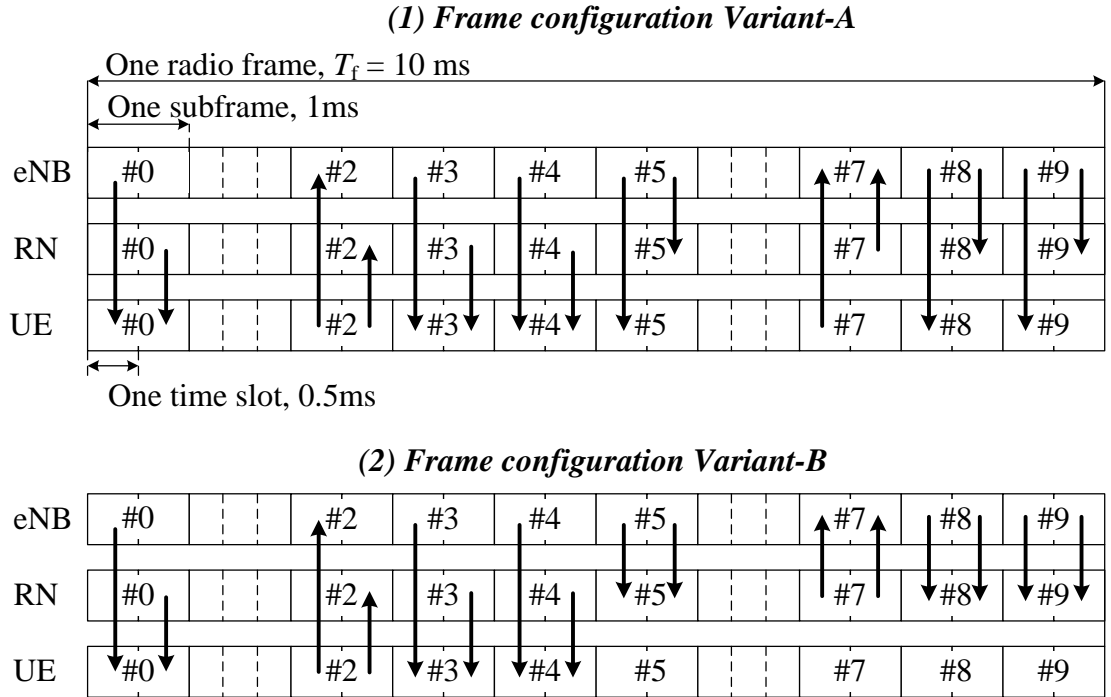 (1) Frame configuration Variant-A
One radio frame, Tf = 10 ms
One subframe, 1ms
eNB #0 #2 #3 #4 #5 #7 #8 #9
RN #0 #2 #3 #4 #5 #7 #8 #9
UE #0 #2 #3 #4 #5 #7 #8 #9
One time slot, 0.5ms
(2) Frame configuration Variant-B
eNB #0 #2 #3 #4 #5 #7 #8 #9
RN #0 #2 #3 #4 #5 #7 #8 #9
UE #0 #2 #3 #4 #5 #7 #8 #9